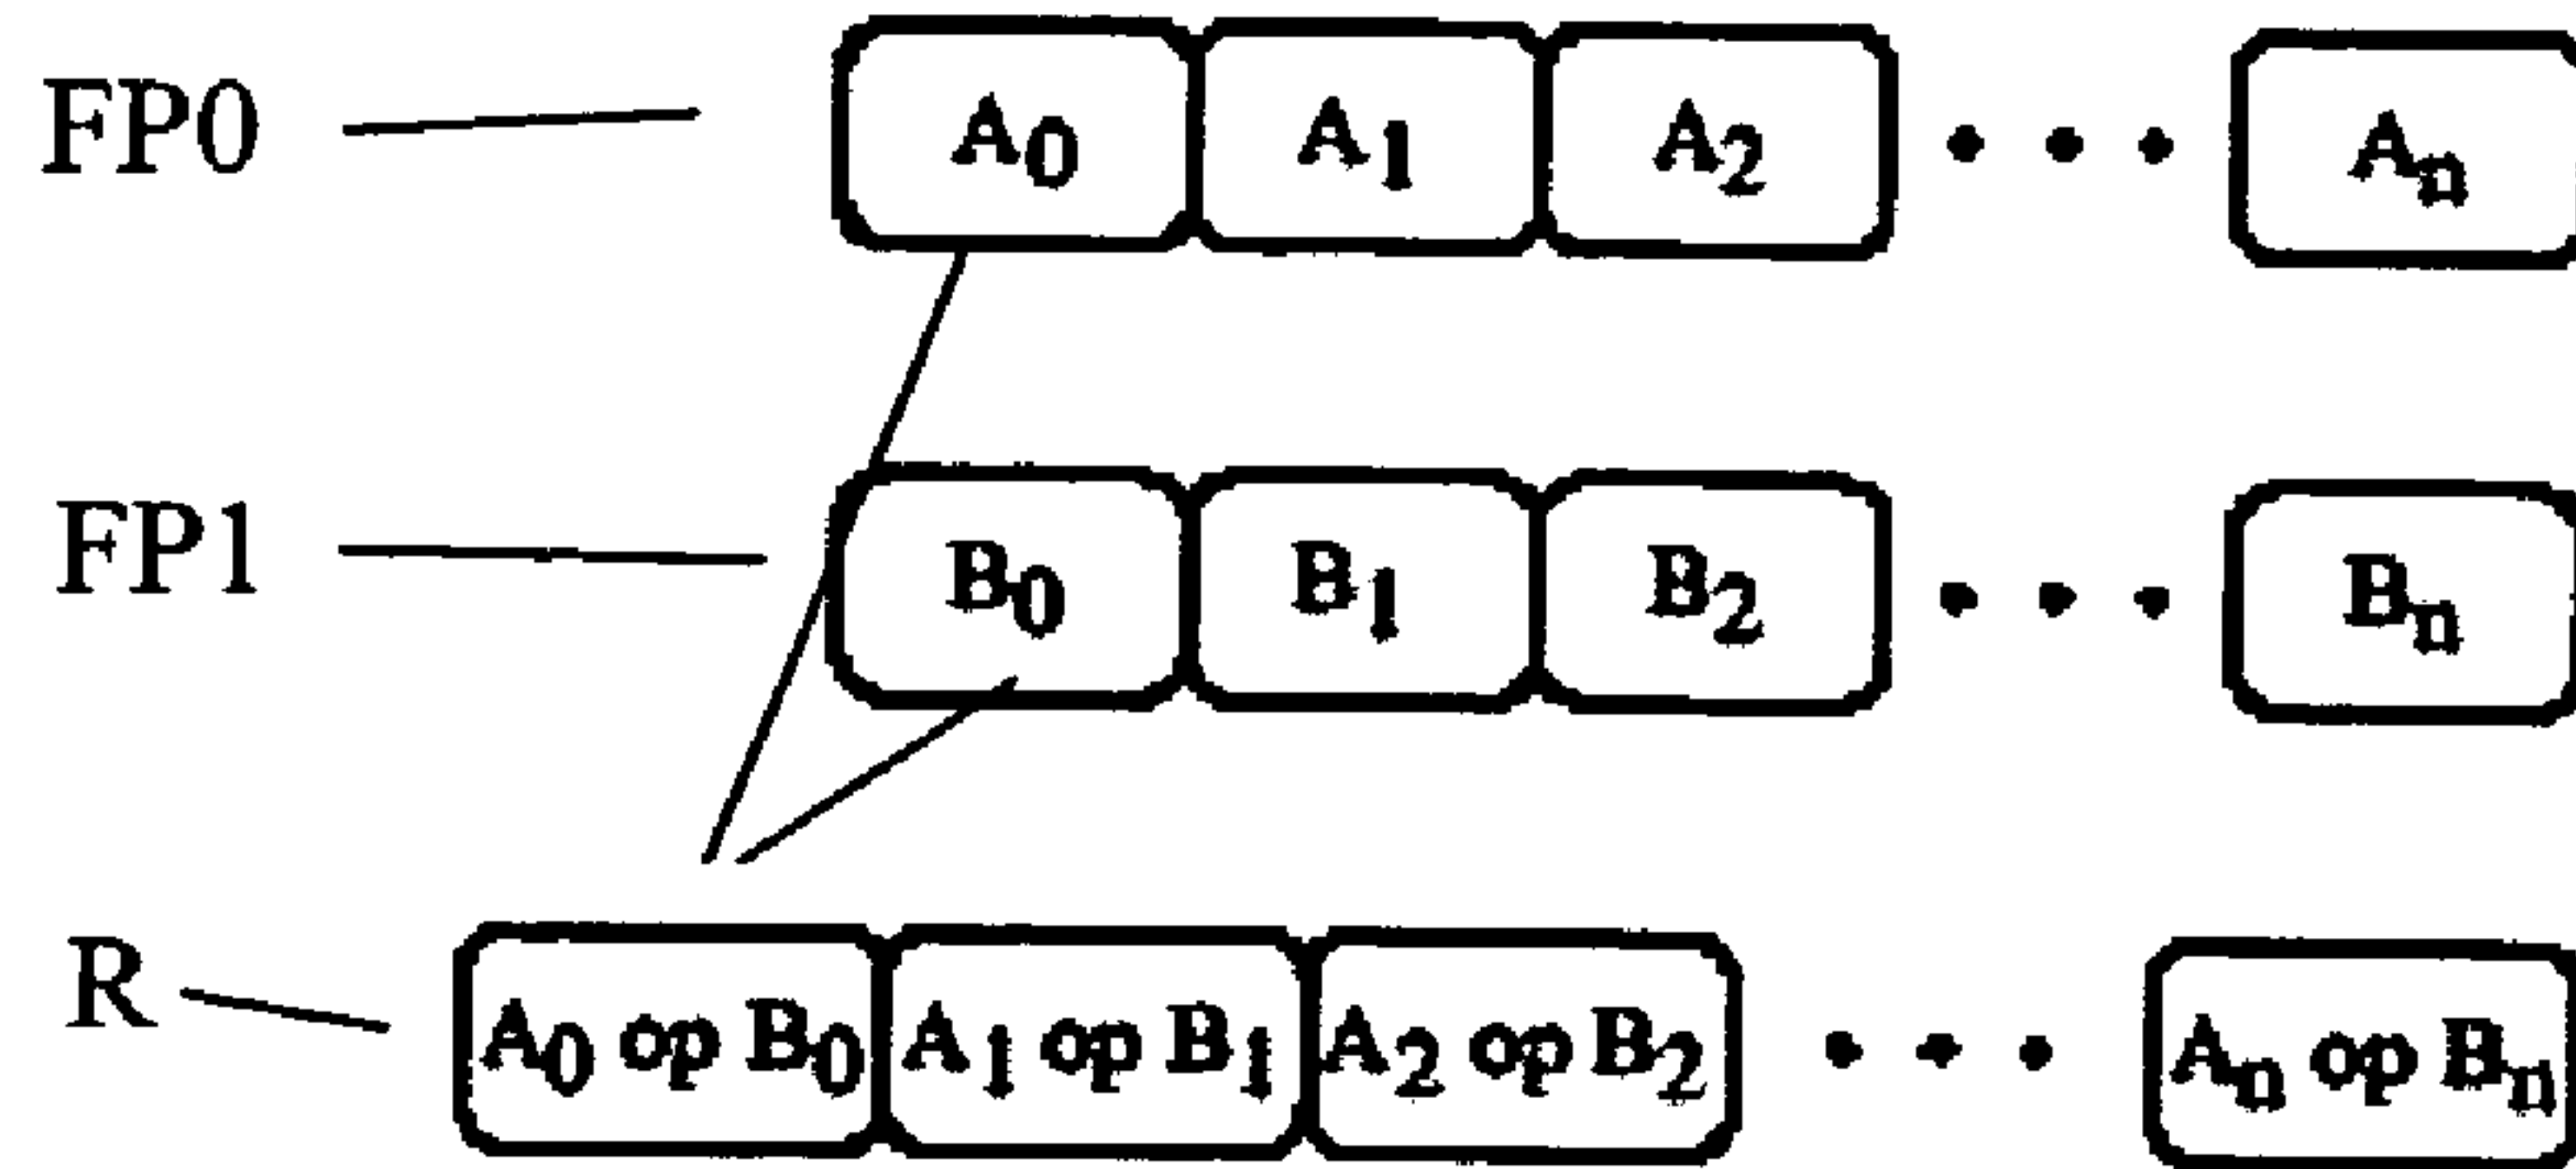 FP0 A₀ A₁ A₂ • • • Aₙ
FP1 B₀ B₁ B₂ • • • Bₙ
R A₀ op B₀ A₁ op B₁ A₂ op B₂ • • • Aₙ op Bₙ